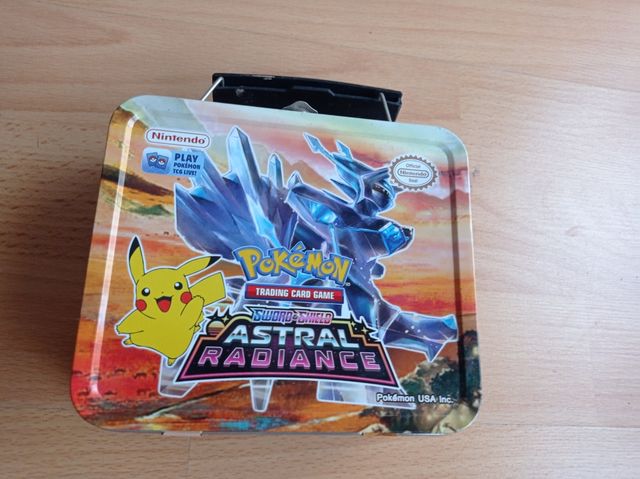 Nintendo
PLAY
POKÉMON
TCG LIVE!
Official
Nintendo
Seal
POKéMON
TRADING CARD GAME
SWORD & SHIELD
ASTRAL
RADIANCE
Pokémon USA Inc.